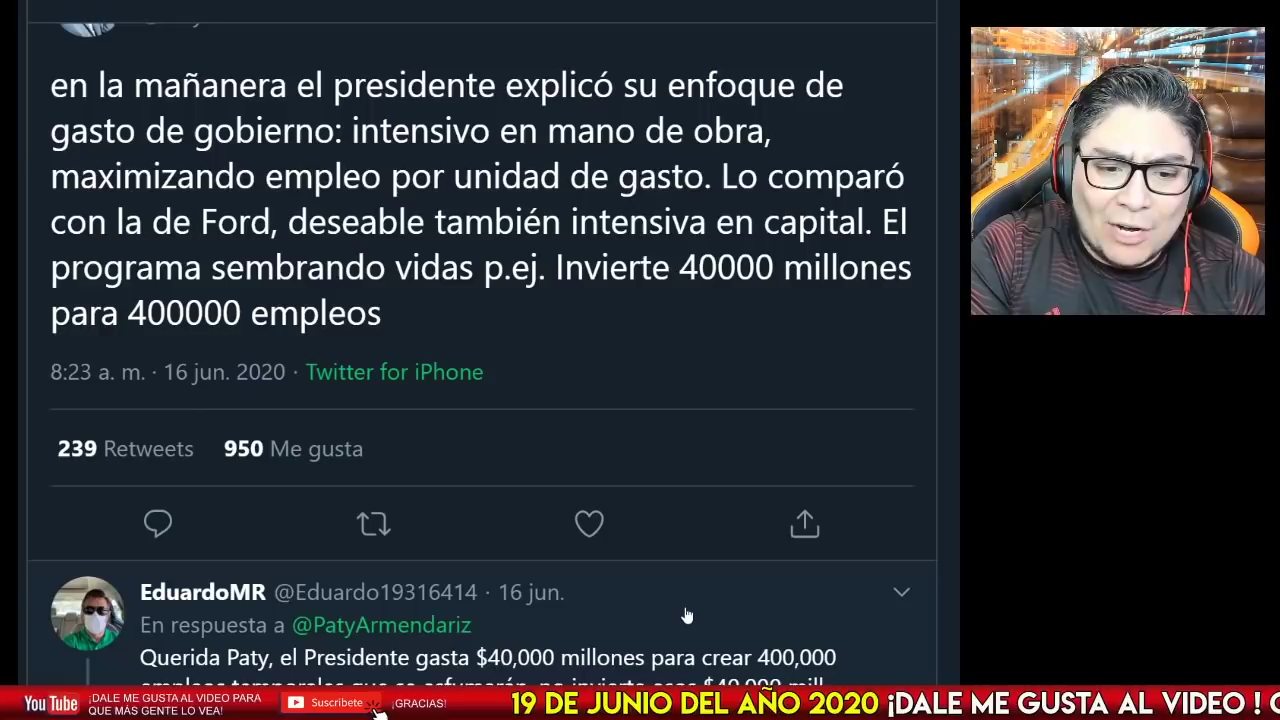 en la mañanera el presidente explicó su enfoque de
gasto de gobierno: intensivo en mano de obra,
maximizando empleo por unidad de gasto. Lo comparó
con la de Ford, deseable también intensiva en capital. El
programa sembrando vidas p.ej. Invierte 40000 millones
para 400000 empleos
8:23 a. m. · 16 jun. 2020 · Twitter for iPhone
239 Retweets 950 Me gusta
EduardoMR @Eduardo19316414 · 16 jun.
En respuesta a @PatyArmendariz
Querida Paty, el Presidente gasta $40,000 millones para crear 400,000
YouTube ¡DALE ME GUSTA AL VIDEO PARA
QUE MÁS GENTE LO VEA!
Suscribete
¡GRACIAS!
19 DE JUNIO DEL AÑO 2020 ¡DALE ME GUSTA AL VIDEO !